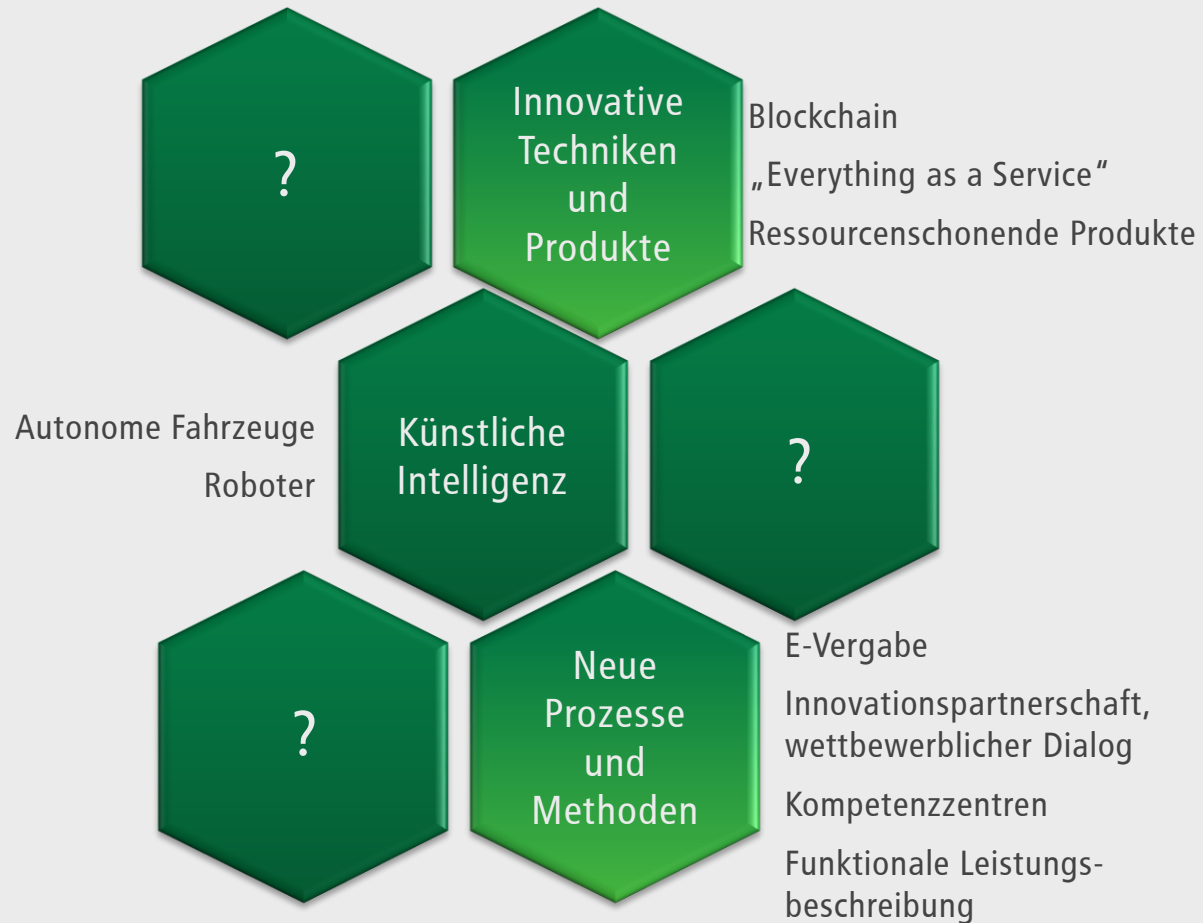 ?
Innovative
Techniken
und
Produkte
Blockchain
„Everything as a Service“
Ressourcenschonende Produkte
Autonome Fahrzeuge
Roboter
Künstliche
Intelligenz
?
?
Neue
Prozesse
und
Methoden
E-Vergabe
Innovationspartnerschaft,
wettbewerblicher Dialog
Kompetenzzentren
Funktionale Leistungs-
beschreibung